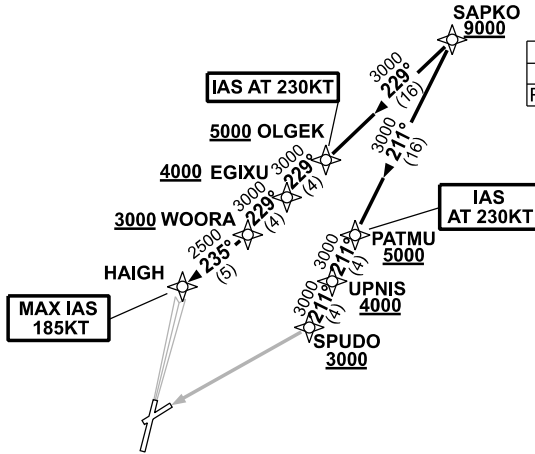 SAPKO
9000
3000
229°
(16)
IAS AT 230KT
3000
211°
(16)
5000 OLGEK
3000
229°
(4)
4000 EGIXU
3000
229°
(4)
IAS
AT 230KT
3000 WOORA
2500
235°
(5)
PATMU
5000
3000
211°
(4)
HAIGH
UPNIS
4000
3000
211°
(4)
MAX IAS
185KT
SPUDO
3000